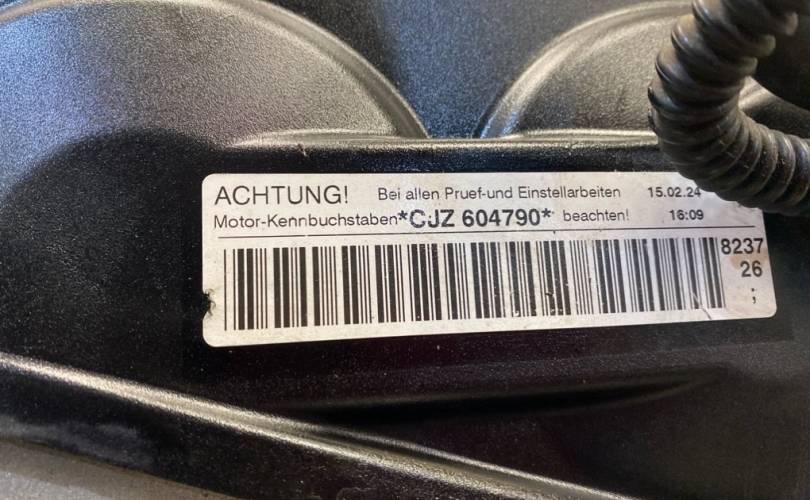 ACHTUNG! Bei allen Pruef-und Einstellarbeiten 15.02.24
Motor-Kennbuchstaben*CJZ 604790* beachten! 16:09
8237
26
;